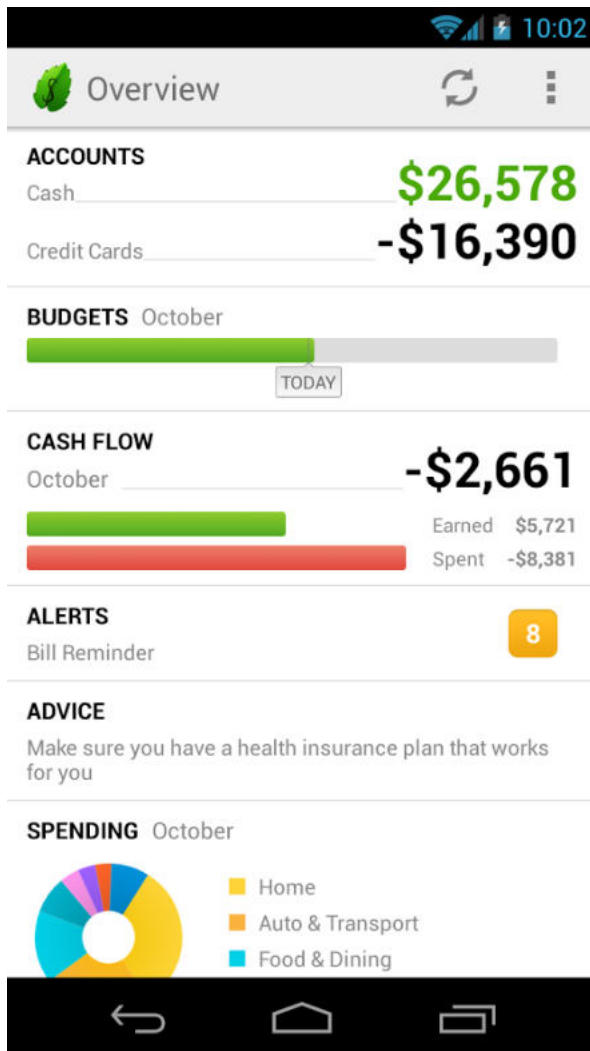 10:02
Overview
ACCOUNTS
Cash $26,578
Credit Cards -$16,390
BUDGETS October
TODAY
CASH FLOW
October -$2,661
Earned $5,721
Spent -$8,381
ALERTS
Bill Reminder
8
ADVICE
Make sure you have a health insurance plan that works
for you
SPENDING October
Home
Auto & Transport
Food & Dining